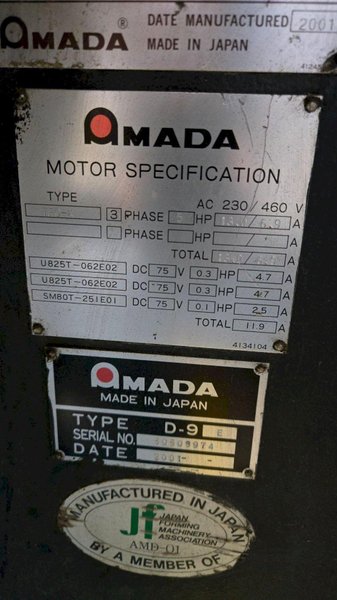 AMADA
DATE MANUFACTURED 2001
MADE IN JAPAN
AMADA
MOTOR SPECIFICATION
TYPE AC 230/460 V
3 PHASE HP A
PHASE HP / A
TOTAL A
U825T-062E02 DC 75 V 0.3 HP 4.7 A
U825T-062E02 DC 75 V 0.3 HP 4.7 A
SM80T-251E01 DC 75 V 0.1 HP 2.5 A
TOTAL 11.9 A
4134104
AMADA
MADE IN JAPAN
TYPE D-9
SERIAL NO.
DATE 2001
MANUFACTURED IN JAPAN
Jf JAPAN
FORMING
MACHINERY
ASSOCIATION
AMD-01
BY A MEMBER OF